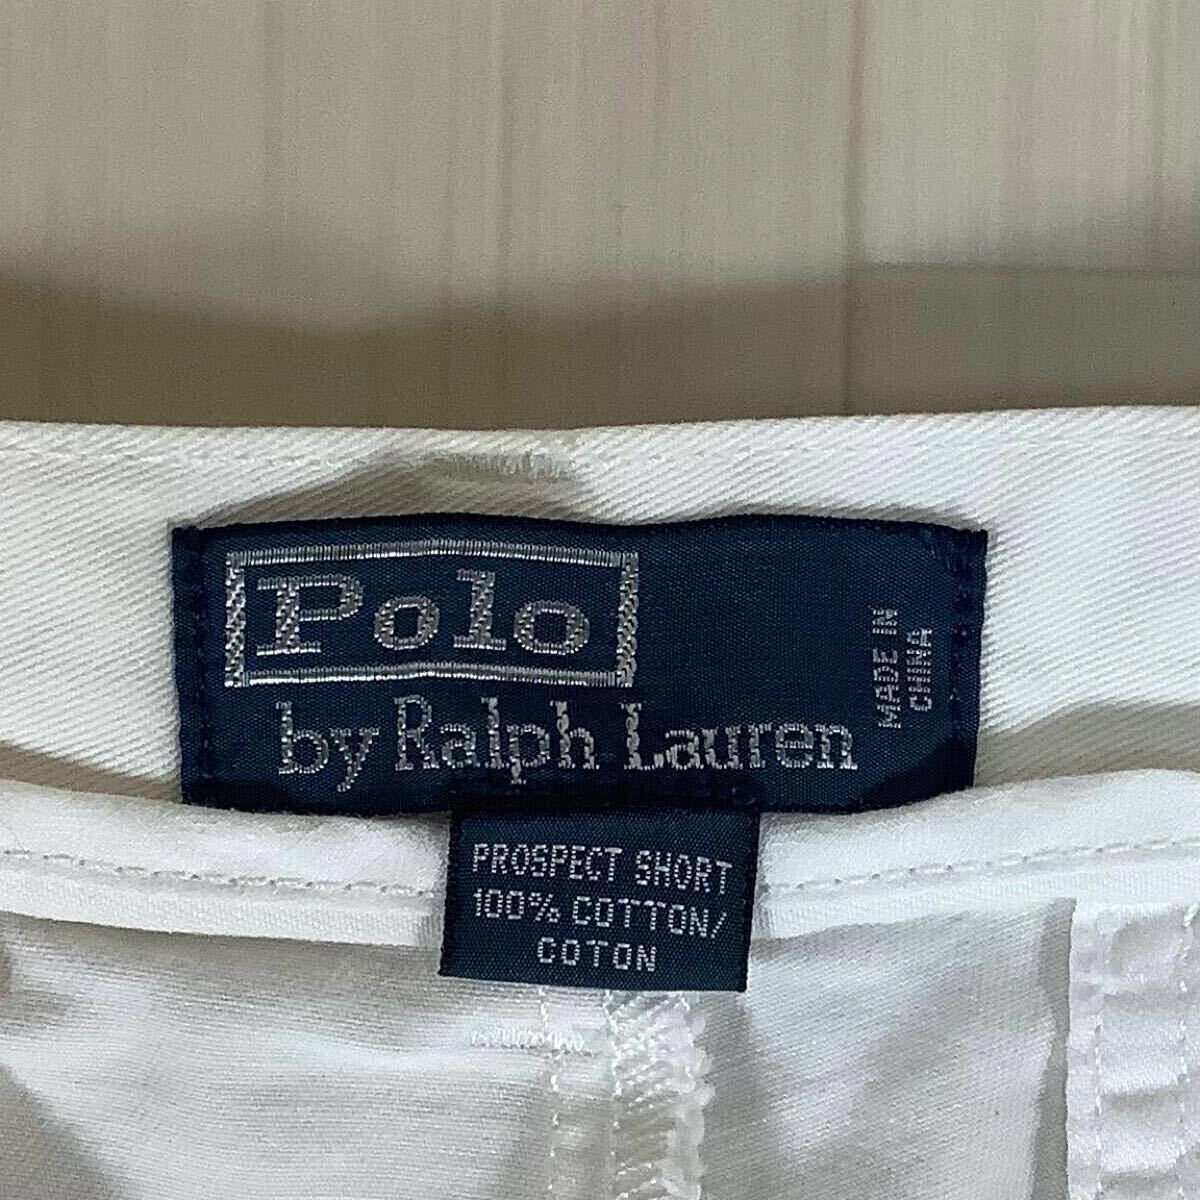 Polo
by Ralph Lauren
MADE IN
CHINA
PROSPECT SHORT
100% COTTON/
COTON